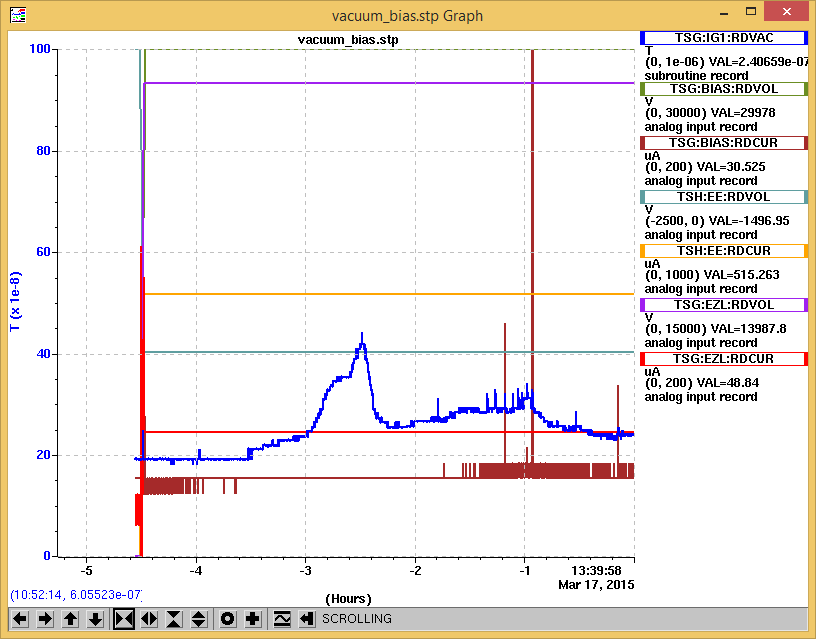 vacuum_bias.stp Graph
vacuum_bias.stp
100
80
60
40
20
0
T (x 1e-8)
-5
-4
-3
-2
-1
13:39:58
Mar 17, 2015
(Hours)
(10:52:14, 6.05523e-07)
SCROLLING
TSG:IG1:RDVAC
T
(0, 1e-06) VAL=2.40659e-07
subroutine record
TSG:BIAS:RDVOL
V
(0, 30000) VAL=29978
analog input record
TSG:BIAS:RDCUR
uA
(0, 200) VAL=30.525
analog input record
TSH:EE:RDVOL
V
(-2500, 0) VAL=-1496.95
analog input record
TSH:EE:RDCUR
uA
(0, 1000) VAL=515.263
analog input record
TSG:EZL:RDVOL
V
(0, 15000) VAL=13987.8
analog input record
TSG:EZL:RDCUR
uA
(0, 200) VAL=48.84
analog input record